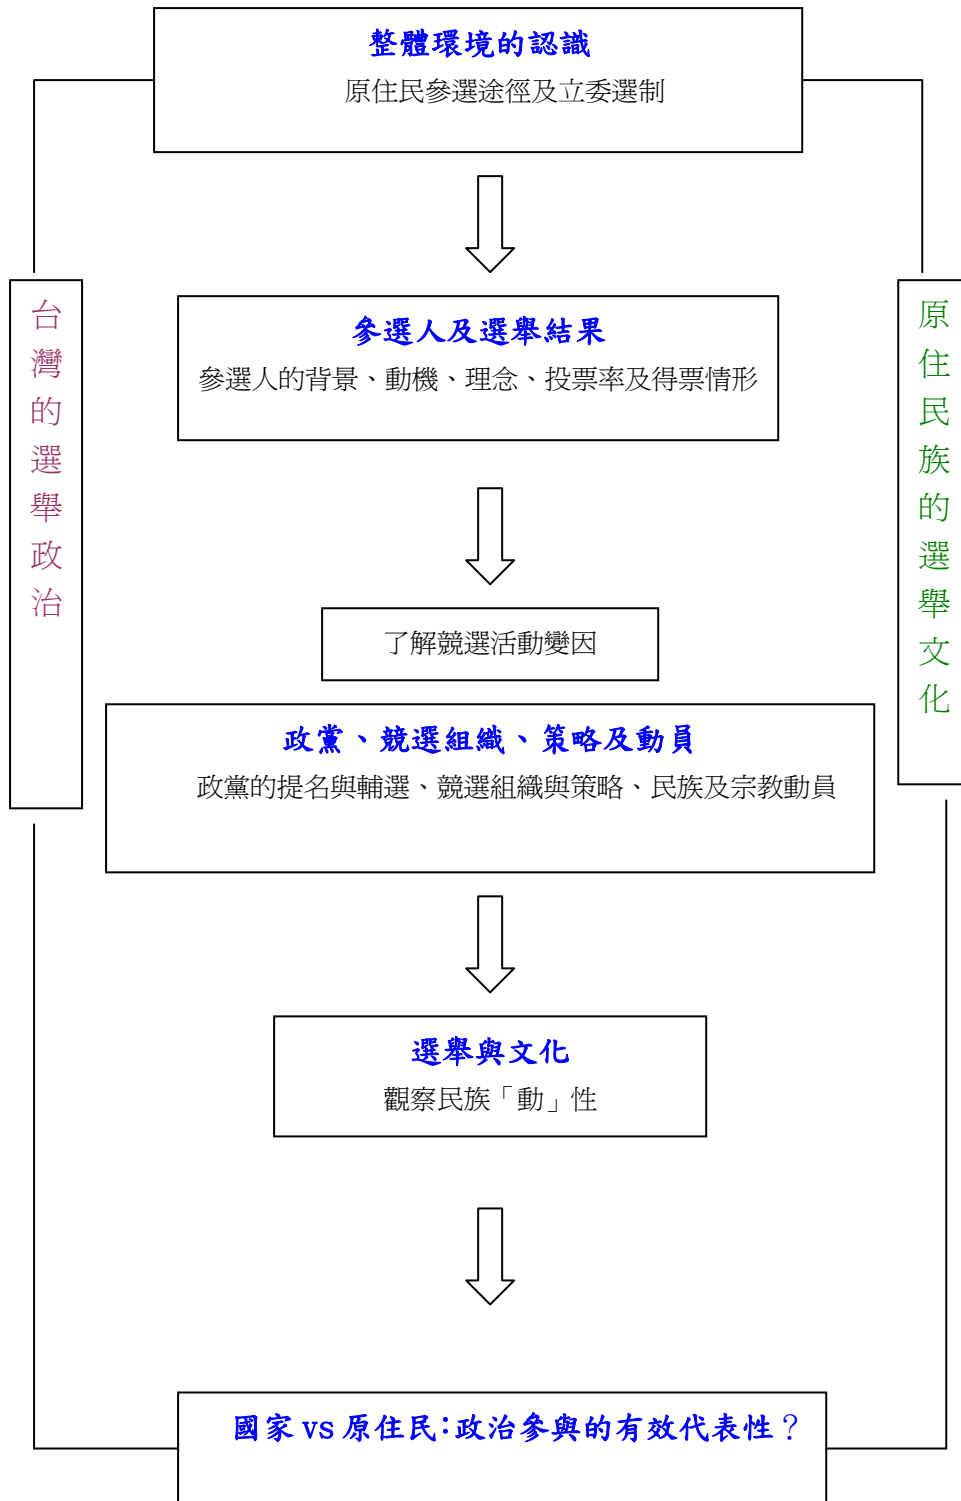 整體環境的認識
原住民參選途徑及立委選制
台灣的選舉政治
原住民族的選舉文化
參選人及選舉結果
參選人的背景、動機、理念、投票率及得票情形
了解競選活動變因
政黨、競選組織、策略及動員
政黨的提名與輔選、競選組織與策略、民族及宗教動員
選舉與文化
觀察民族「動」性
國家 vs 原住民：政治參與的有效代表性？